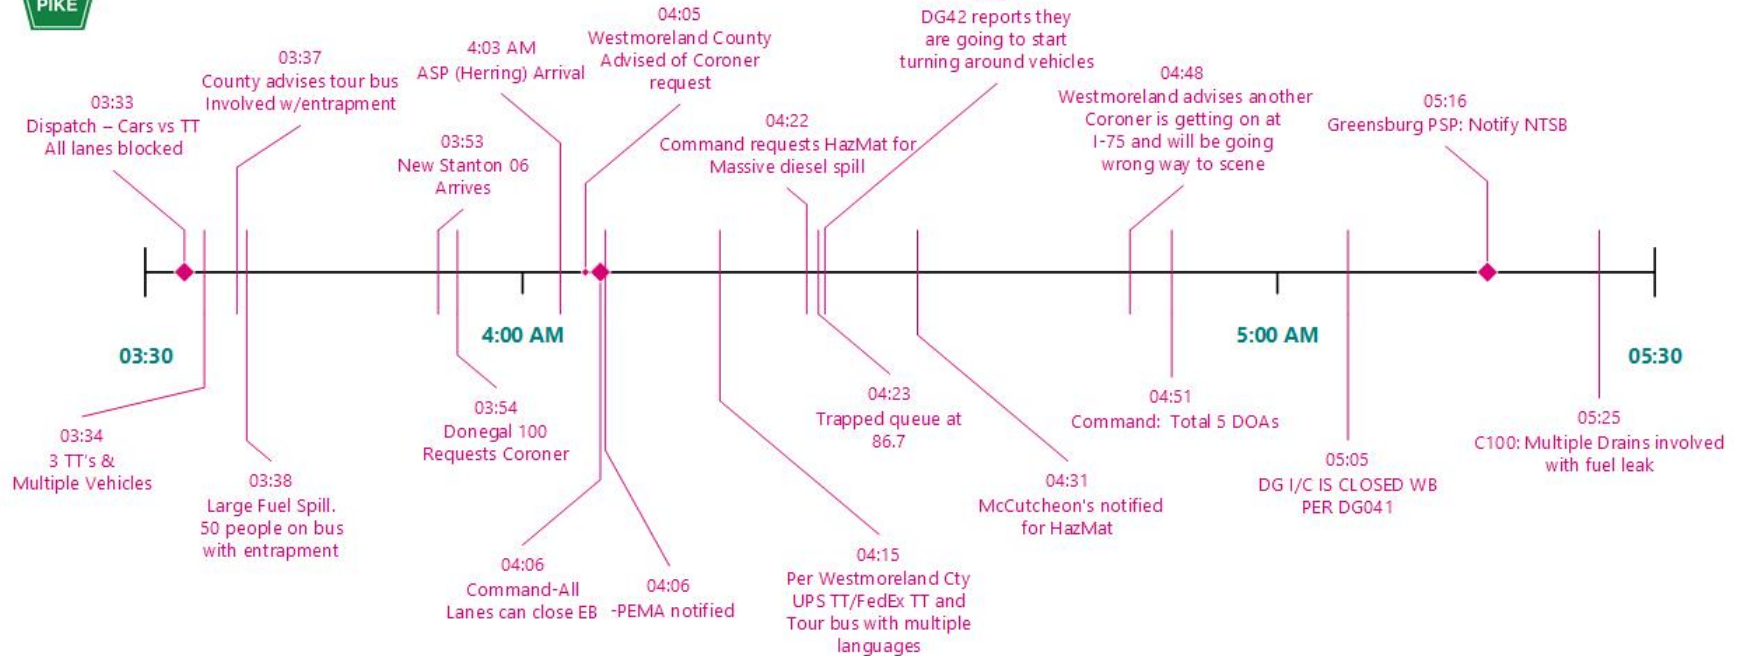 PIKE
03:33
Dispatch – Cars vs TT
All lanes blocked
03:37
County advises tour bus
Involved w/entrapment
4:03 AM
ASP (Herring) Arrival
03:53
New Stanton 06
Arrives
04:05
Westmoreland County
Advised of Coroner
request
04:22
Command requests HazMat for
Massive diesel spill
DG42 reports they
are going to start
turning around vehicles
04:48
Westmoreland advises another
Coroner is getting on at
I-75 and will be going
wrong way to scene
05:16
Greensburg PSP: Notify NTSB
03:30
4:00 AM
5:00 AM
05:30
03:34
3 TT's &
Multiple Vehicles
03:38
Large Fuel Spill.
50 people on bus
with entrapment
03:54
Donegal 100
Requests Coroner
04:06
Command-All
Lanes can close EB
04:06
-PEMA notified
04:15
Per Westmoreland Cty
UPS TT/FedEx TT and
Tour bus with multiple
languages
04:23
Trapped queue at
86.7
04:31
McCutcheon's notified
for HazMat
04:51
Command:  Total 5 DOAs
05:05
DG I/C IS CLOSED WB
PER DG041
05:25
C100: Multiple Drains involved
with fuel leak